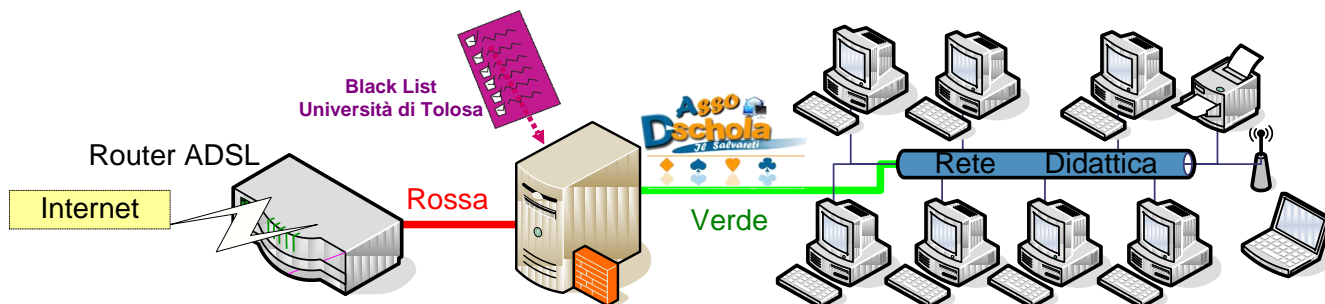 Black List
Università di Tolosa
Asso
Dschola
Il Salvareti
Router ADSL
Internet
Rossa
Verde
Rete Didattica